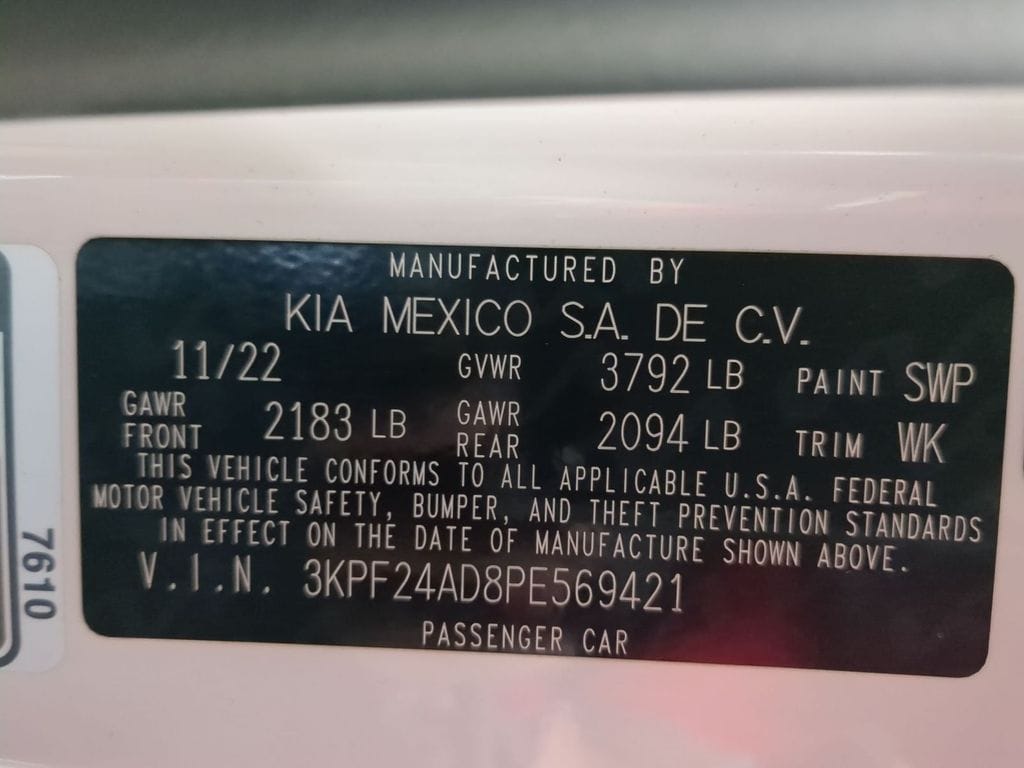 MANUFACTURED BY
KIA MEXICO S.A. DE C.V.
11/22 GVWR 3792 LB PAINT SWP
GAWR FRONT 2183 LB GAWR REAR 2094 LB TRIM WK
THIS VEHICLE CONFORMS TO ALL APPLICABLE U.S.A. FEDERAL
MOTOR VEHICLE SAFETY, BUMPER, AND THEFT PREVENTION STANDARDS
IN EFFECT ON THE DATE OF MANUFACTURE SHOWN ABOVE.
V.I.N. 3KPF24AD8PE569421
PASSENGER CAR
7610